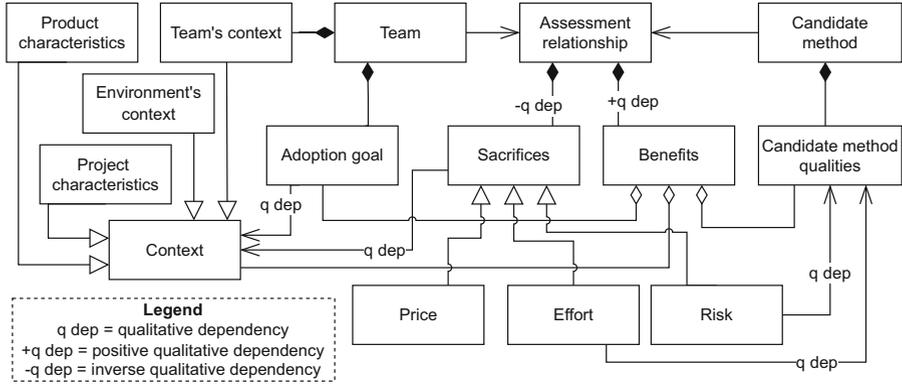 Product
characteristics
Team's context
Team
Assessment
relationship
Candidate
method
Environment's
context
-q dep
+q dep
Project
characteristics
Adoption goal
Sacrifices
Benefits
Candidate method
qualities
q dep
Context
q dep
q dep
Price
Effort
Risk
Legend
q dep = qualitative dependency
+q dep = positive qualitative dependency
-q dep = inverse qualitative dependency
q dep